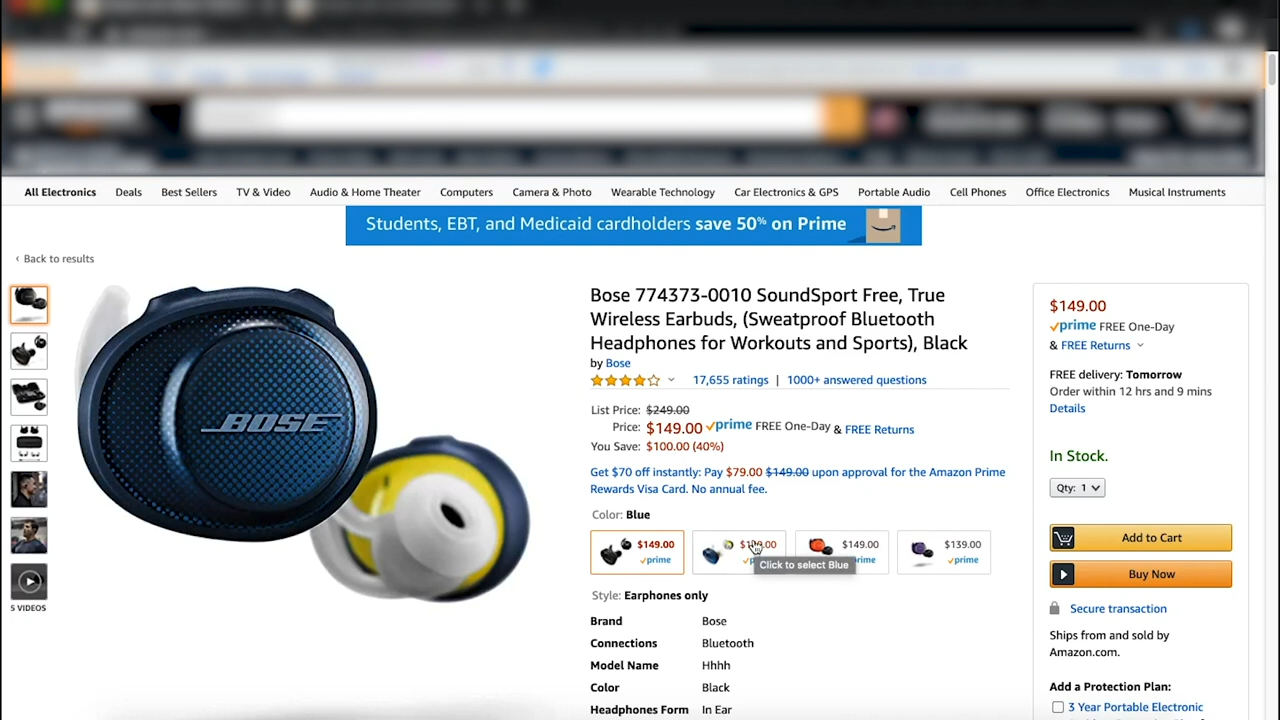 All Electronics Deals Best Sellers TV & Video Audio & Home Theater Computers Camera & Photo Wearable Technology Car Electronics & GPS Portable Audio Cell Phones Office Electronics Musical Instruments
Students, EBT, and Medicaid cardholders save 50% on Prime
‹ Back to results
BOSE
5 VIDEOS
Bose 774373-0010 SoundSport Free, True
Wireless Earbuds, (Sweatproof Bluetooth
Headphones for Workouts and Sports), Black
by Bose
17,655 ratings | 1000+ answered questions
List Price: $249.00
Price: $149.00 prime FREE One-Day & FREE Returns
You Save: $100.00 (40%)
Get $70 off instantly: Pay $79.00 $149.00 upon approval for the Amazon Prime
Rewards Visa Card. No annual fee.
Color: Blue
$149.00 $149.00 $139.00
prime prime prime
Click to select Blue
Style: Earphones only
Brand Bose
Connections Bluetooth
Model Name Hhhh
Color Black
Headphones Form In Ear
$149.00
prime FREE One-Day
& FREE Returns
FREE delivery: Tomorrow
Order within 12 hrs and 9 mins
Details
In Stock.
Qty: 1
Add to Cart
Buy Now
Secure transaction
Ships from and sold by
Amazon.com.
Add a Protection Plan:
3 Year Portable Electronic